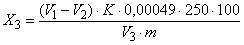 X₃ = (V₁ − V₂) · K · 0,00049 · 250 · 100
V₃ · m